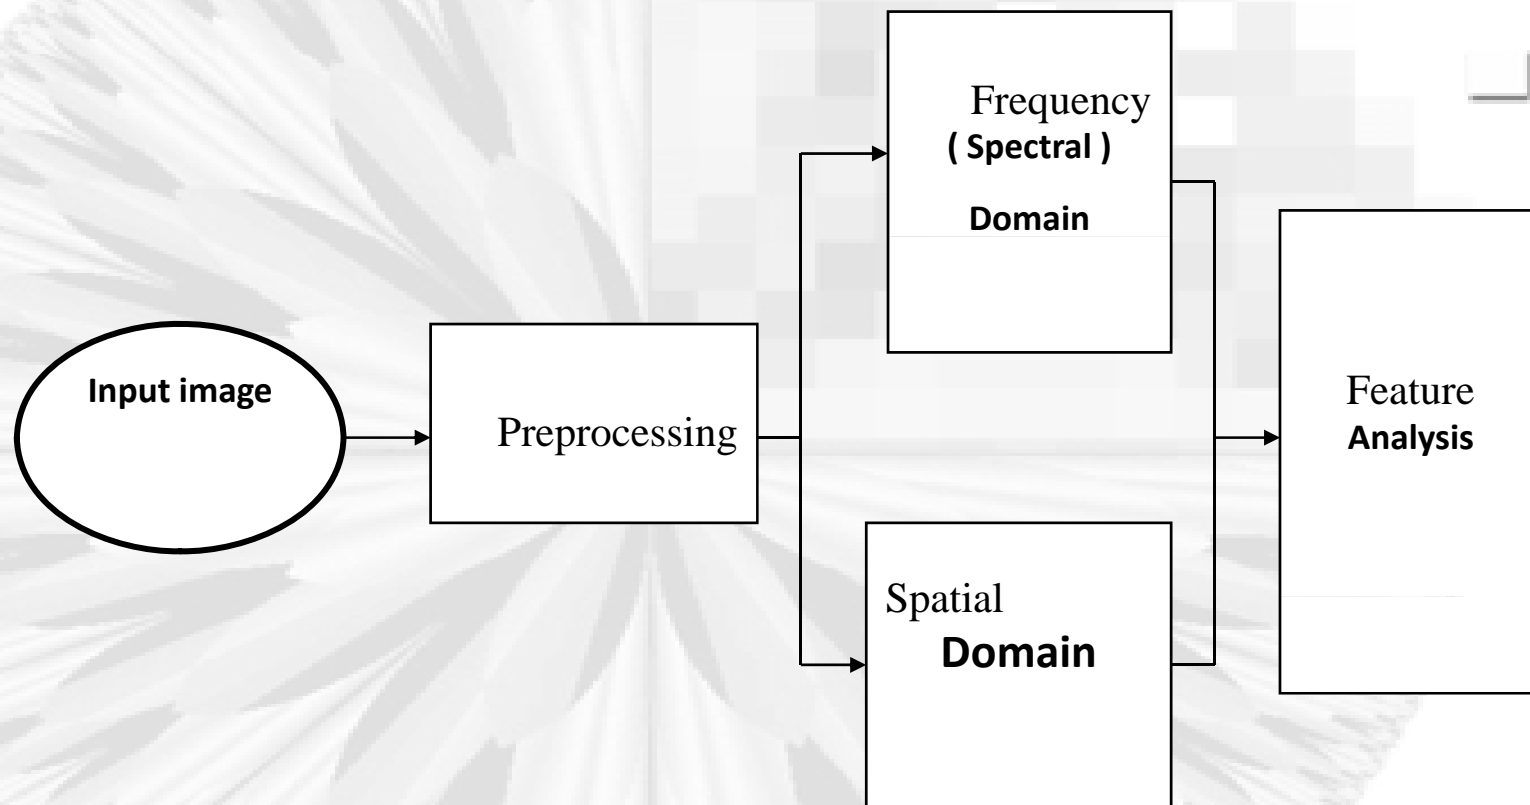 Input image
Preprocessing
Frequency
( Spectral )
Domain
Spatial
Domain
Feature
Analysis